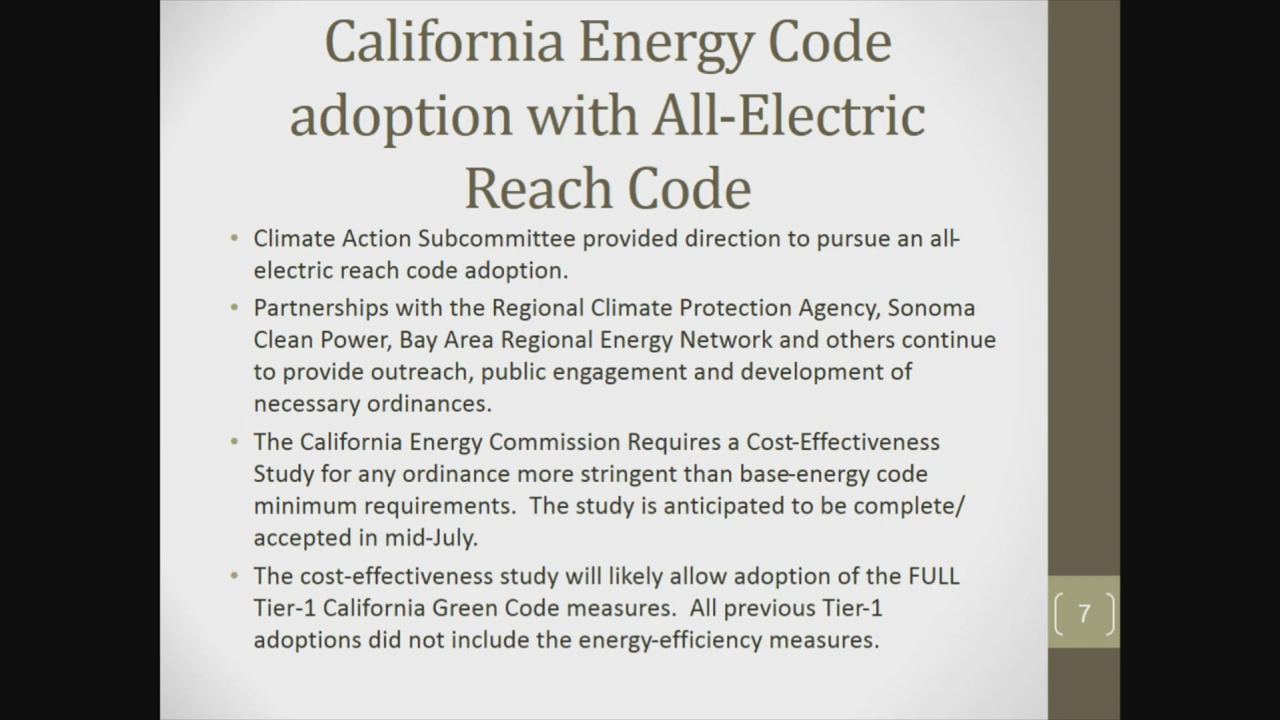 California Energy Code
adoption with All-Electric
Reach Code
• Climate Action Subcommittee provided direction to pursue an all-
electric reach code adoption.
• Partnerships with the Regional Climate Protection Agency, Sonoma
Clean Power, Bay Area Regional Energy Network and others continue
to provide outreach, public engagement and development of
necessary ordinances.
• The California Energy Commission Requires a Cost-Effectiveness
Study for any ordinance more stringent than base-energy code
minimum requirements.  The study is anticipated to be complete/
accepted in mid-July.
• The cost-effectiveness study will likely allow adoption of the FULL
Tier-1 California Green Code measures.  All previous Tier-1
adoptions did not include the energy-efficiency measures.
7